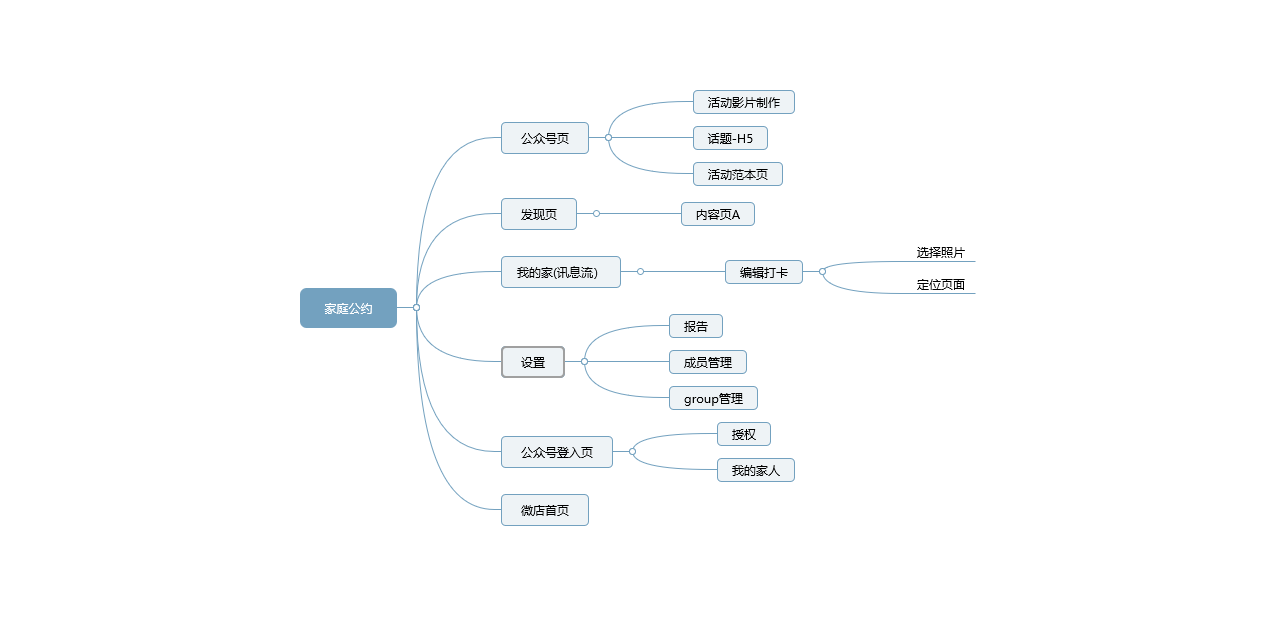 家庭公约
公众号页
活动影片制作
话题-H5
活动范本页
发现页
内容页A
我的家(讯息流)
编辑打卡
选择照片
定位页面
设置
报告
成员管理
group管理
公众号登入页
授权
我的家人
微店首页